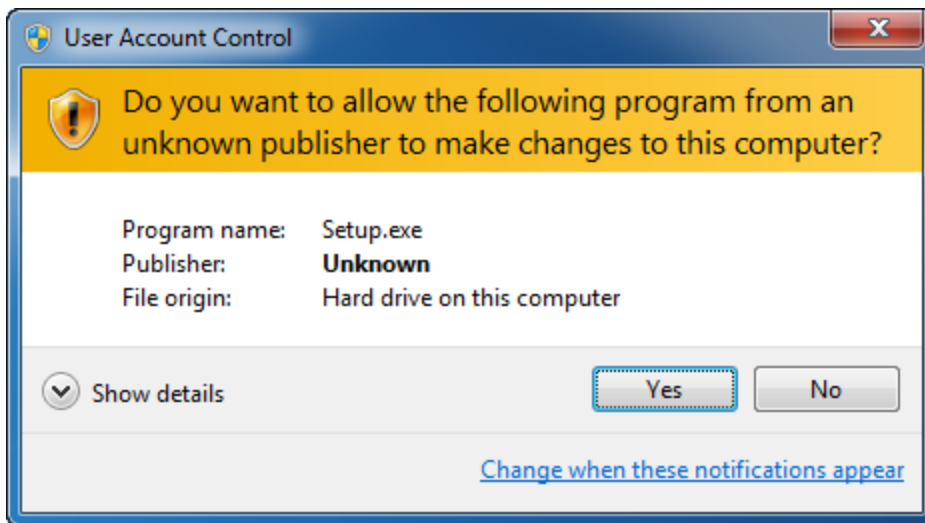 User Account Control
Do you want to allow the following program from an
unknown publisher to make changes to this computer?
Program name: Setup.exe
Publisher: Unknown
File origin: Hard drive on this computer
Show details
Yes
No
Change when these notifications appear